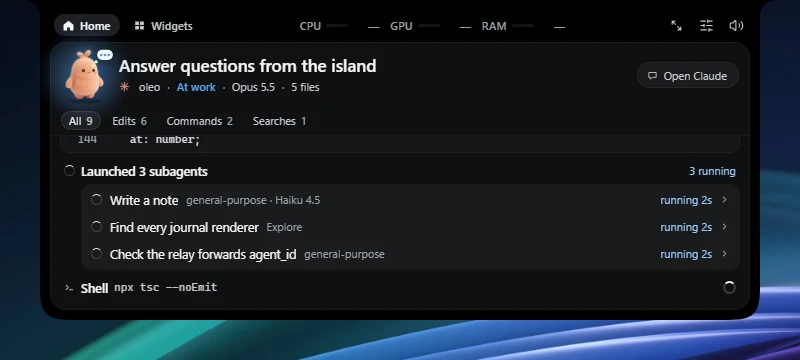 Home Widgets CPU — GPU — RAM —
Answer questions from the island
oleo · At work · Opus 5.5 · 5 files
Open Claude
All 9 Edits 6 Commands 2 Searches 1
144 at: number;
Launched 3 subagents 3 running
Write a note general-purpose · Haiku 4.5 running 2s
Find every journal renderer Explore running 2s
Check the relay forwards agent_id general-purpose running 2s
Shell npx tsc --noEmit